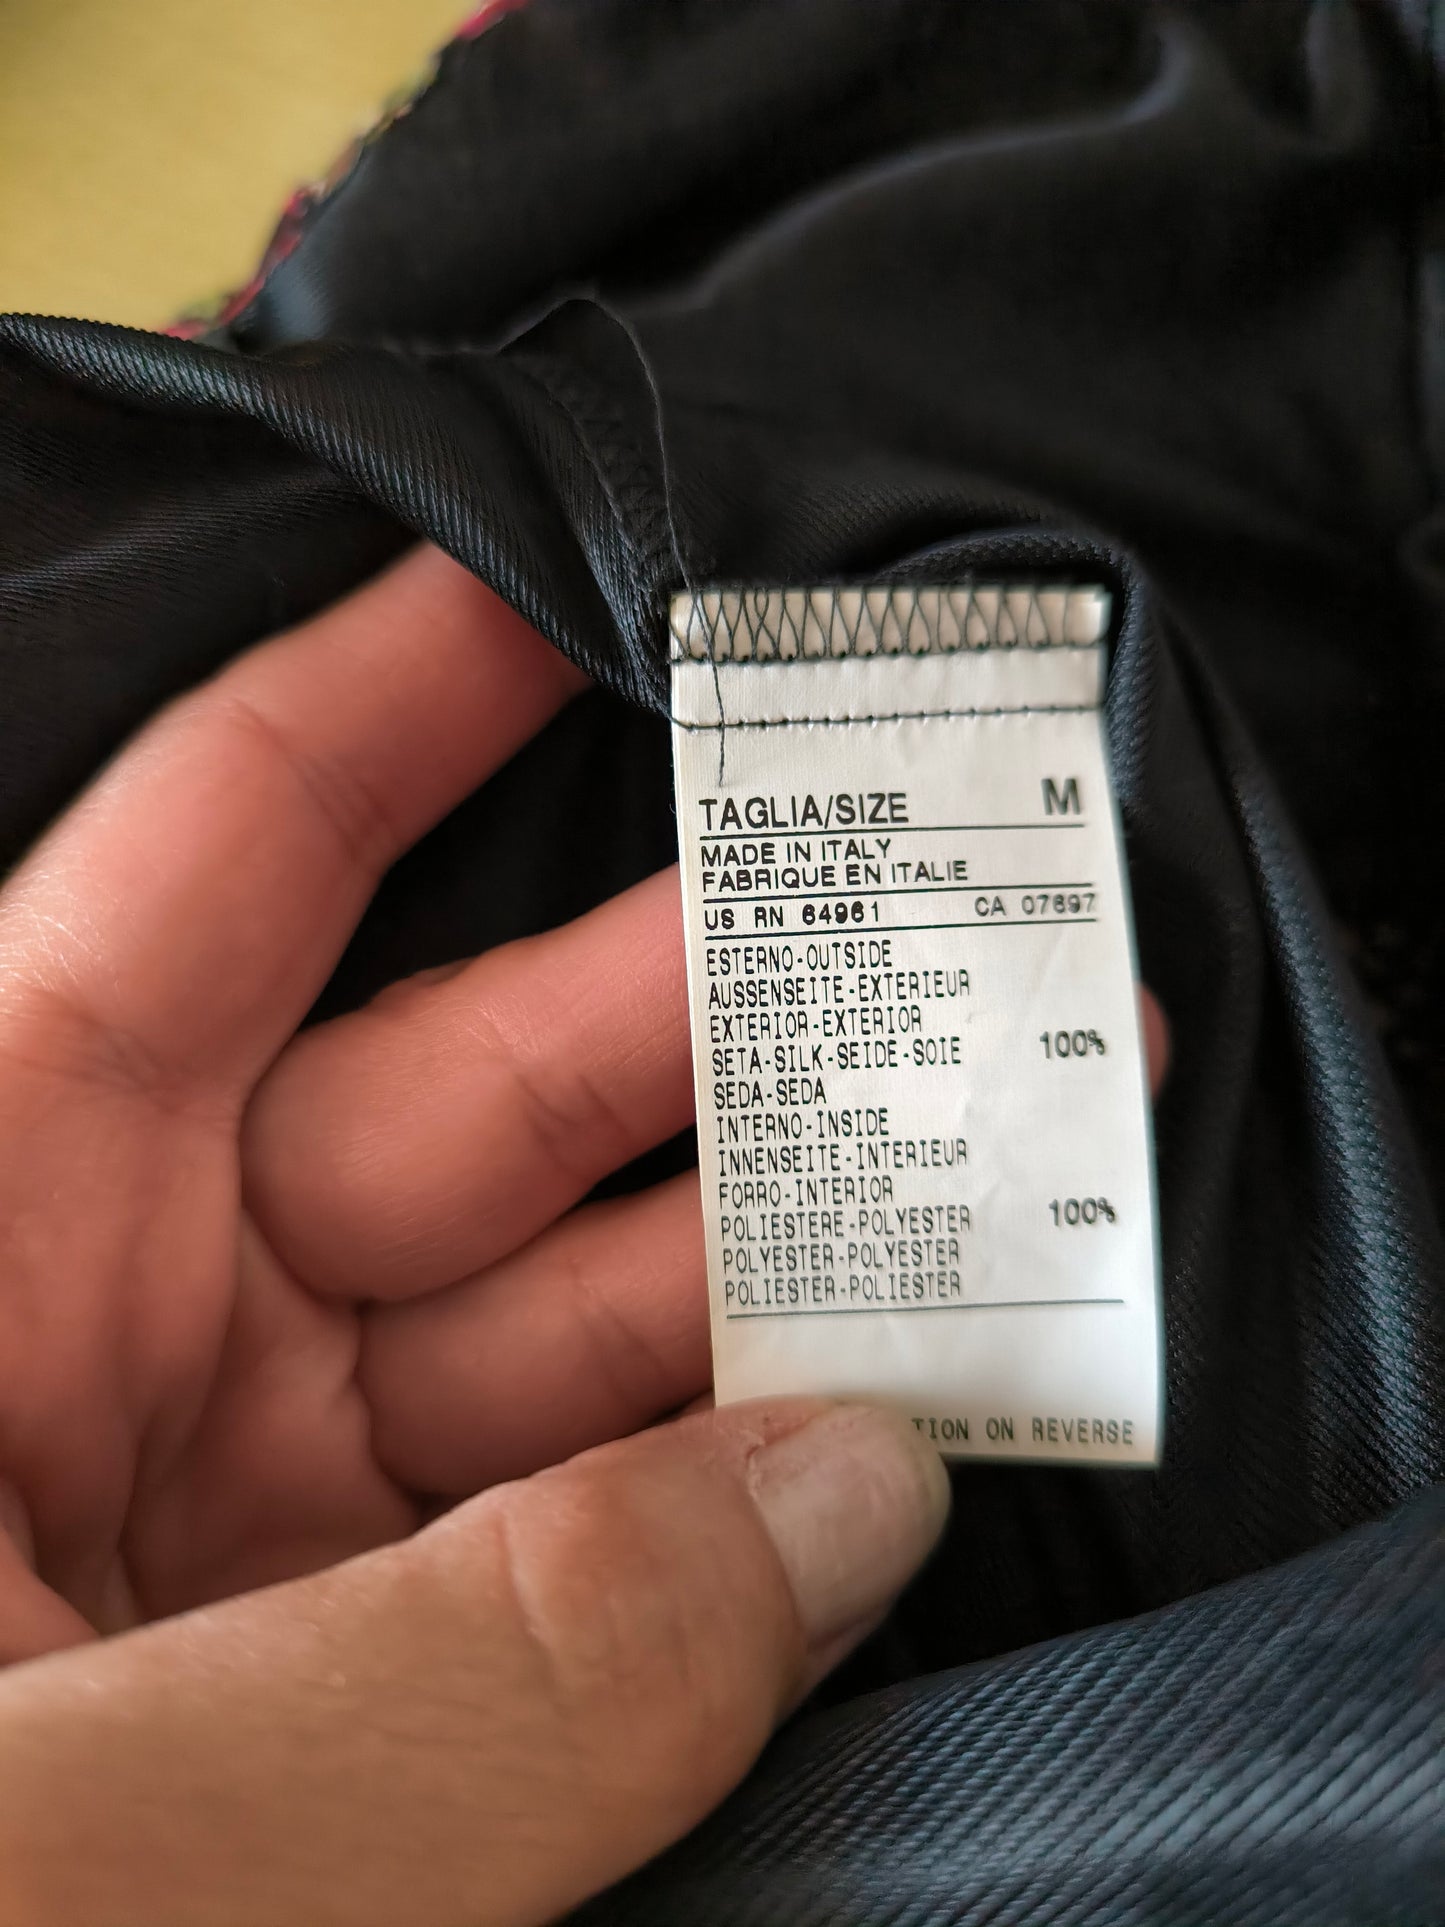 TAGLIA/SIZE M
MADE IN ITALY
FABRIQUE EN ITALIE
US RN 64961 CA 07697
ESTERNO-OUTSIDE
AUSSENSEITE-EXTERIEUR
EXTERIOR-EXTERIOR
SETA-SILK-SEIDE-SOIE 100%
SEDA-SEDA
INTERNO-INSIDE
INNENSEITE-INTERIEUR
FORRO-INTERIOR
POLIESTERE-POLYESTER 100%
POLYESTER-POLYESTER
POLIESTER-POLIESTER
TION ON REVERSE